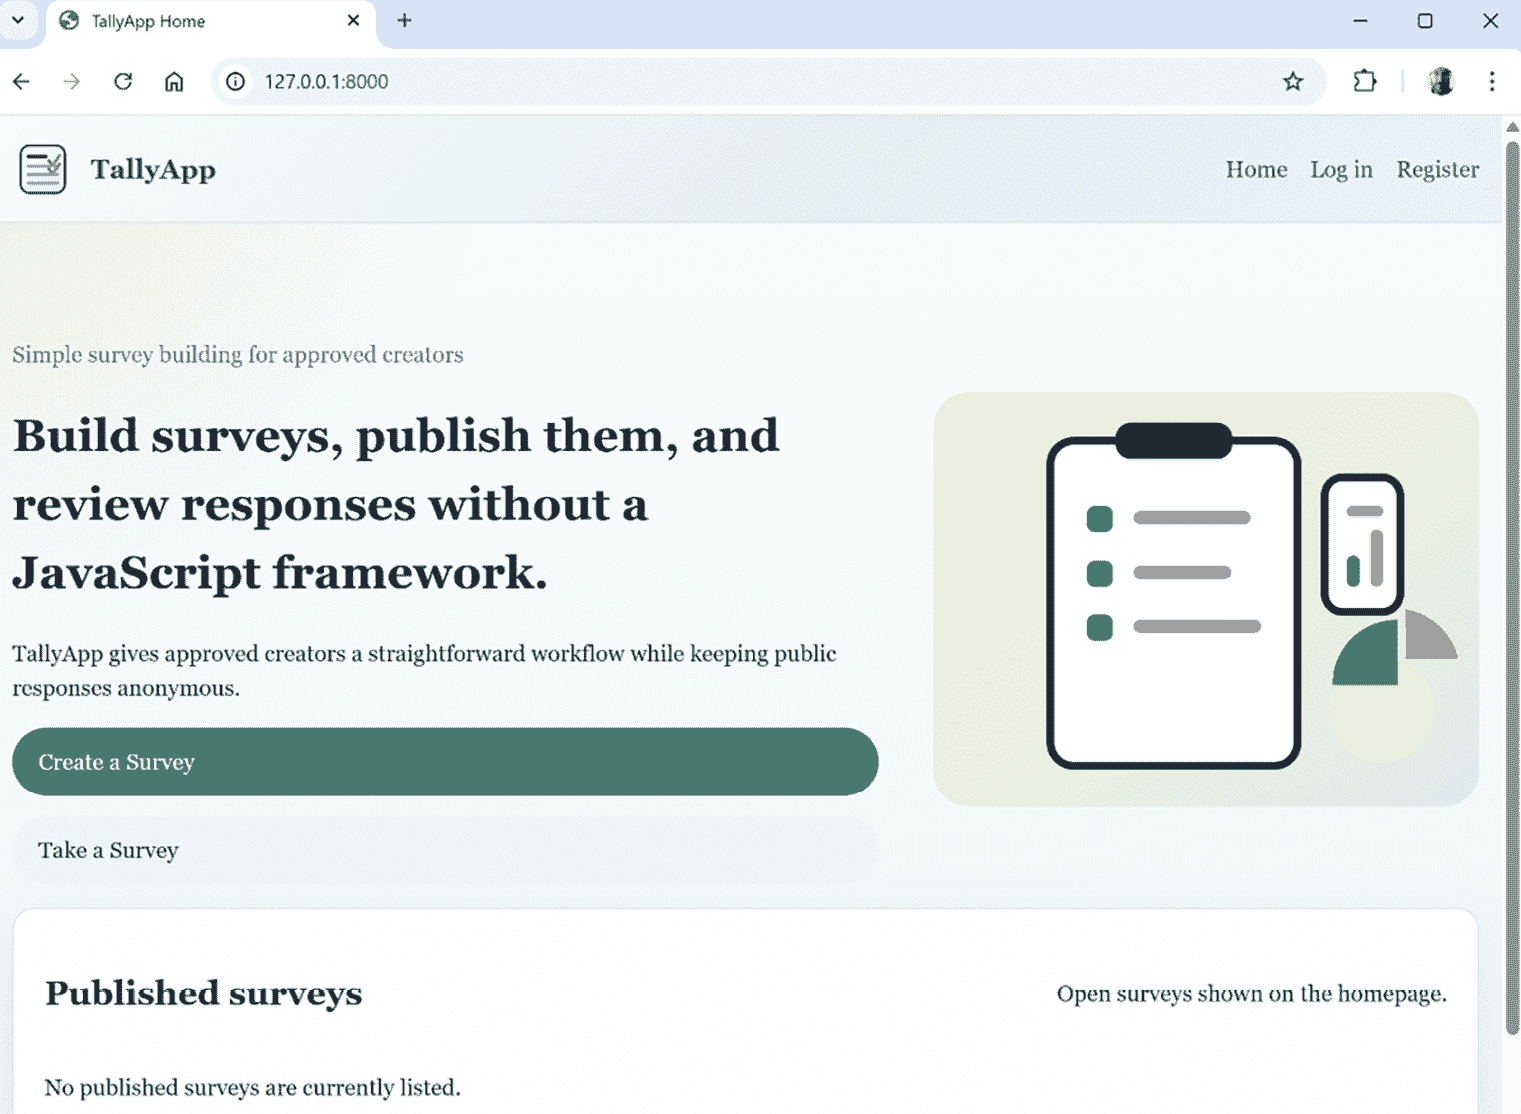 TallyApp Home
127.0.0.1:8000
TallyApp
Home Log in Register
Simple survey building for approved creators
Build surveys, publish them, and
review responses without a
JavaScript framework.
TallyApp gives approved creators a straightforward workflow while keeping public
responses anonymous.
Create a Survey
Take a Survey
Published surveys
Open surveys shown on the homepage.
No published surveys are currently listed.